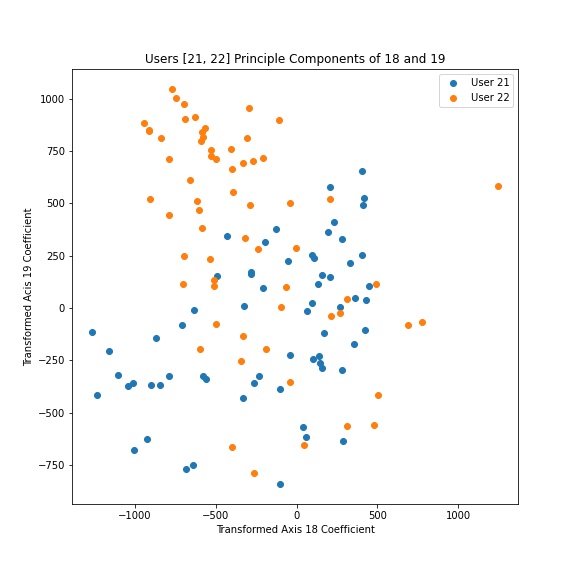 Users [21, 22] Principle Components of 18 and 19
User 21
User 22
1000
750
500
250
0
−250
−500
−750
Transformed Acis 19 Coefficient
−1000
−500
0
500
1000
Transformed Axis 18 Coefficient